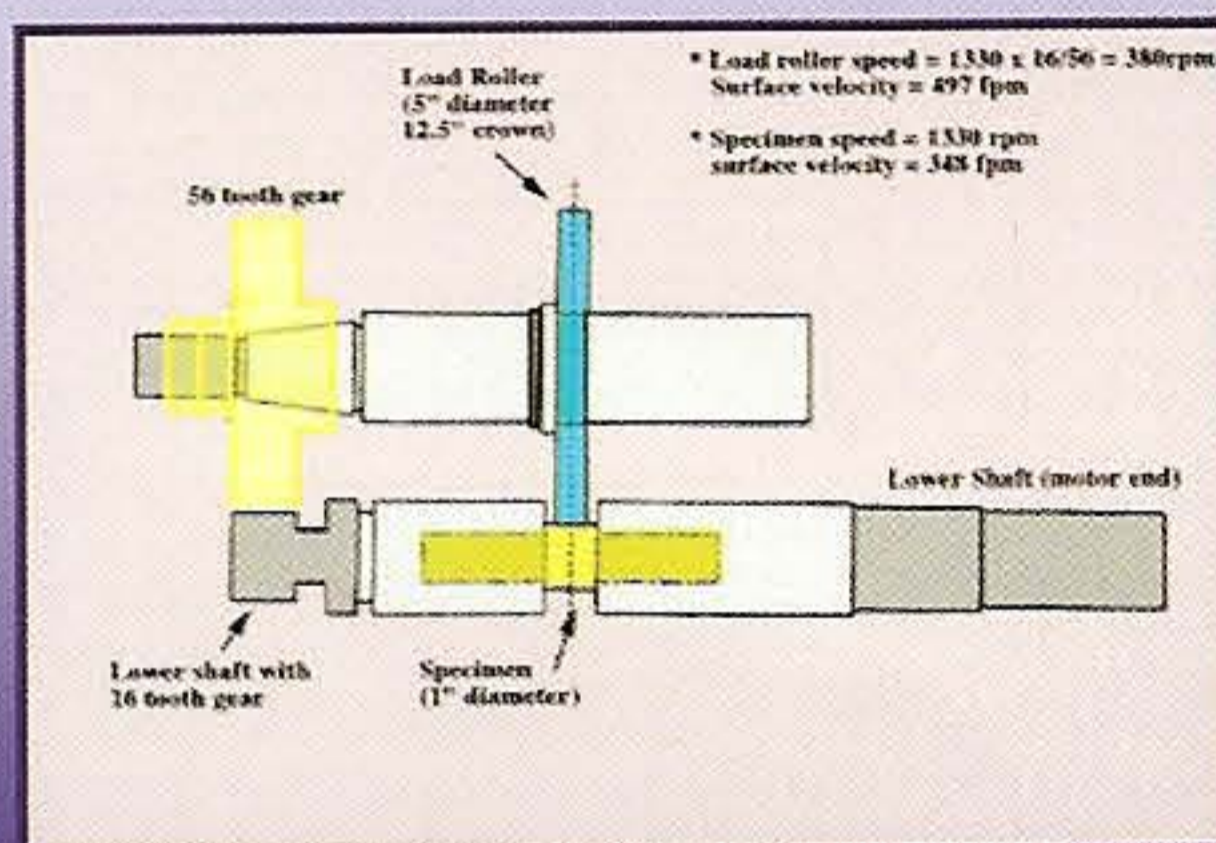 Load Roller
(5" diameter
12.5" crown)
* Load roller speed = 1330 x 16/56 = 380rpm
Surface velocity = 497 fpm
* Specimen speed = 1330 rpm
surface velocity = 348 fpm
56 tooth gear
Lower Shaft (motor end)
Lower shaft with
16 tooth gear
Specimen
(1" diameter)